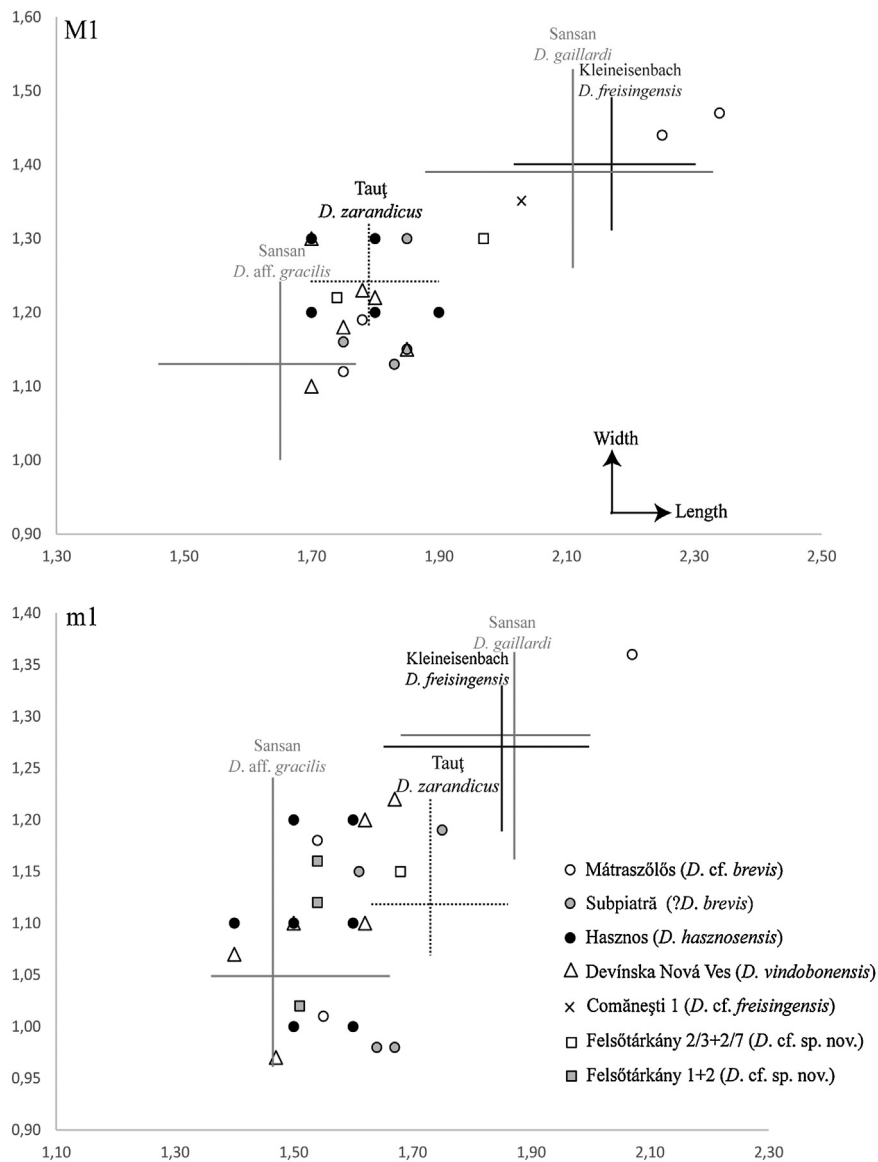 1,60
M1
Sansan
D. gaillardi
1,50
Kleineisenbach
D. freisingensis
1,40
Tauţ
D. zarandicus
1,30
Sansan
D. aff. gracilis
1,20
1,10
1,00
Width
Length
0,90
1,30 1,50 1,70 1,90 2,10 2,30 2,50
1,40
m1
Sansan
D. gaillardi
1,35
Kleineisenbach
D. freisingensis
1,30
Sansan
D. aff. gracilis
1,25
Tauţ
D. zarandicus
1,20
1,15
1,10
1,05
1,00
0,95
0,90
Mátraszőlős (D. cf. brevis)
Subpiatră (?D. brevis)
Hasznos (D. hasznosensis)
Devínska Nová Ves (D. vindobonensis)
Comăneşti 1 (D. cf. freisingensis)
Felsőtárkány 2/3+2/7 (D. cf. sp. nov.)
Felsőtárkány 1+2 (D. cf. sp. nov.)
1,10 1,30 1,50 1,70 1,90 2,10 2,30